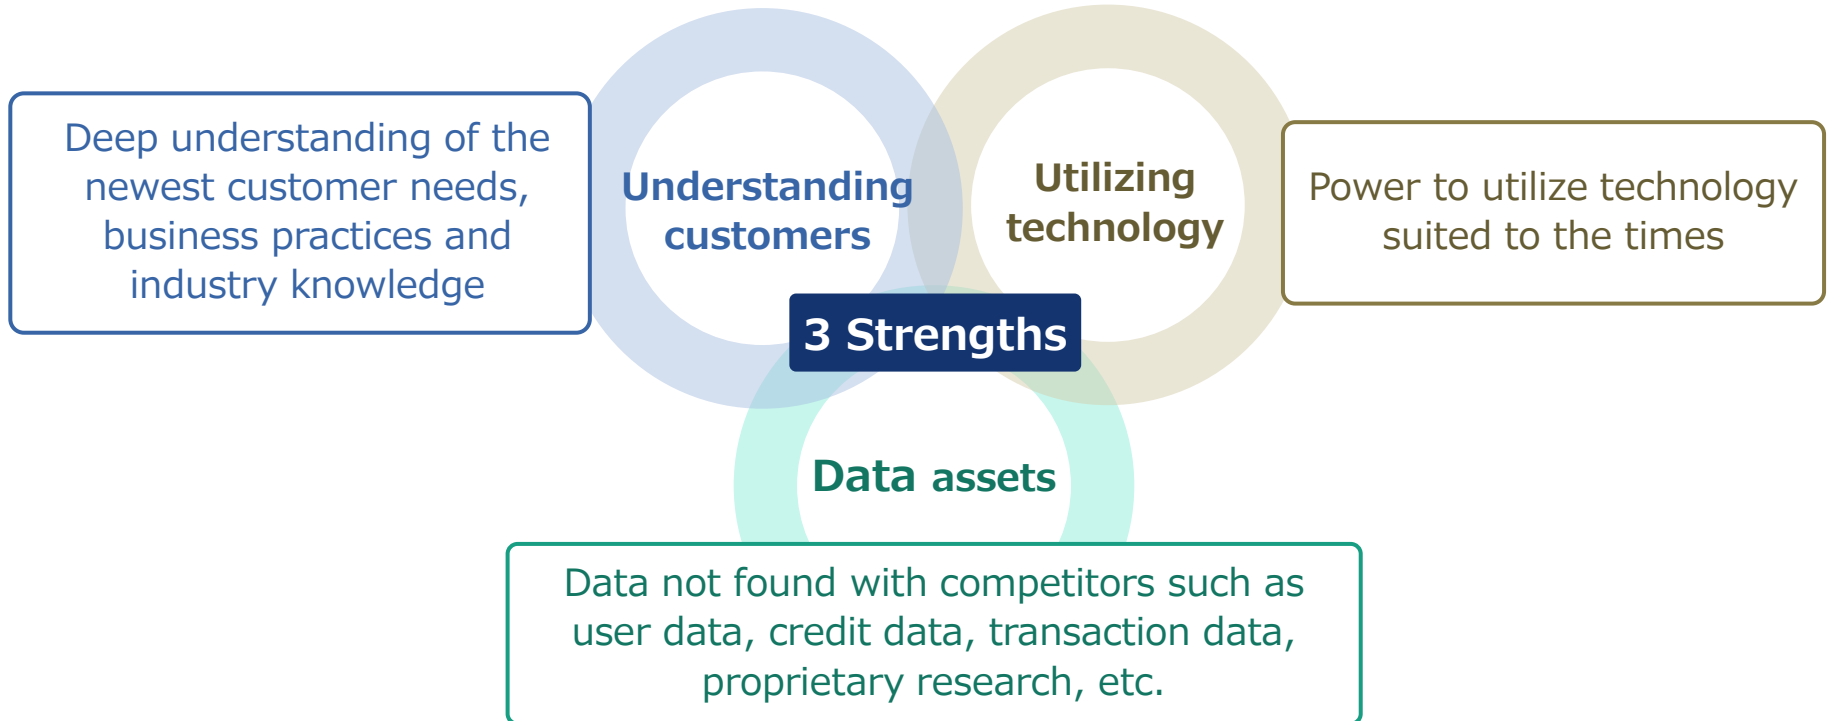 Deep understanding of the
newest customer needs,
business practices and
industry knowledge
Understanding
customers
Utilizing
technology
Power to utilize technology
suited to the times
3 Strengths
Data assets
Data not found with competitors such as
user data, credit data, transaction data,
proprietary research, etc.